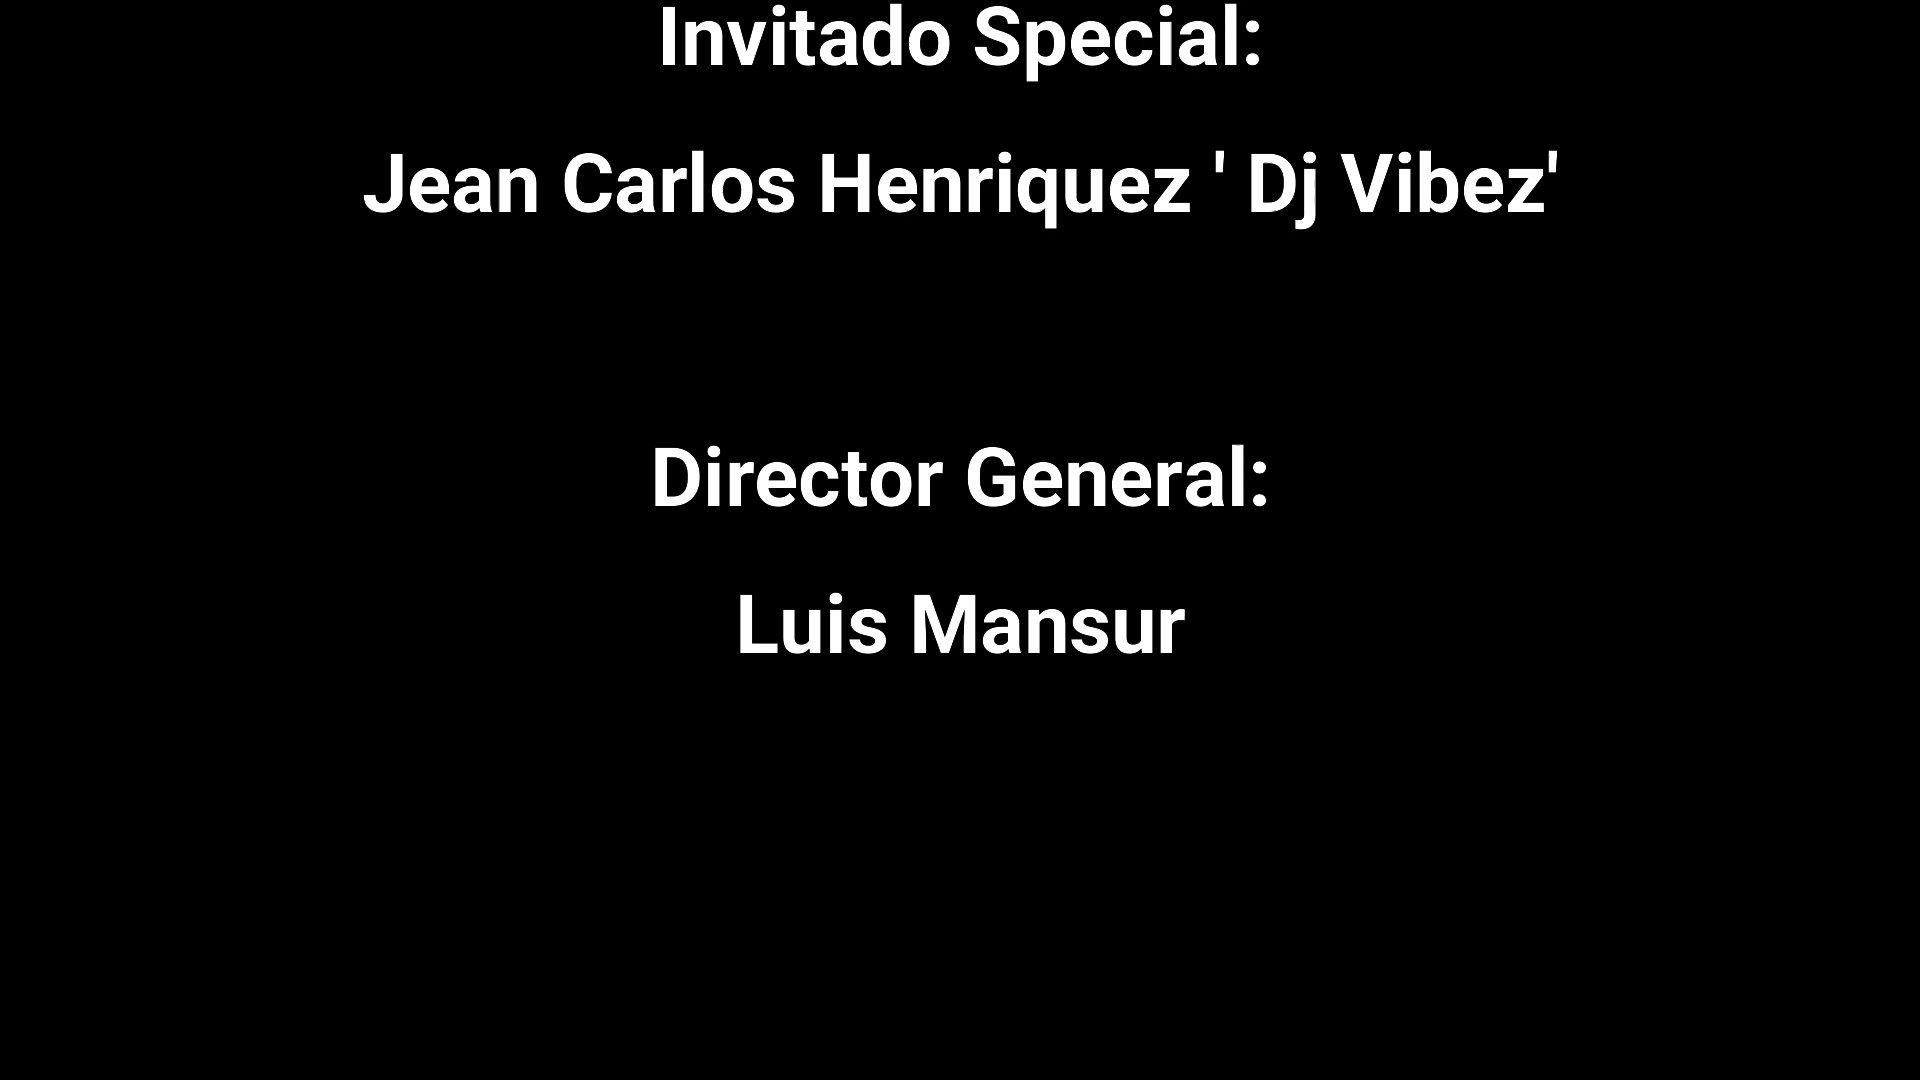 Invitado Special:
Jean Carlos Henriquez ' Dj Vibez'
Director General:
Luis Mansur